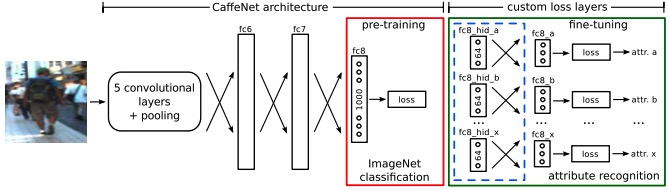 CaffeNet architecture
custom loss layers
5 convolutional
layers
+ pooling
fc6
fc7
pre-training
fc8
1000
loss
ImageNet
classification
fine-tuning
fc8_hid_a
64
fc8_a
loss
attr. a
fc8_hid_b
64
fc8_b
loss
attr. b
... ... ... ...
fc8_hid_x
64
fc8_x
loss
attr. x
attribute recognition